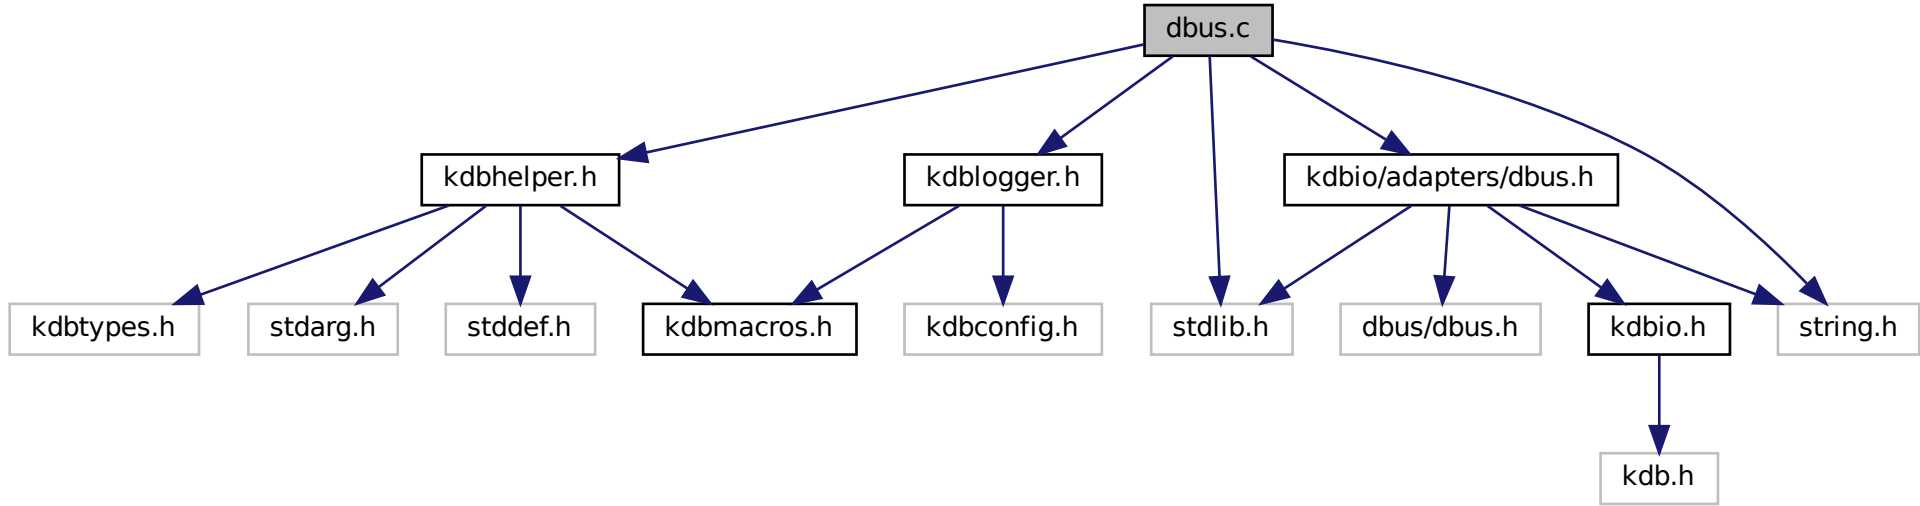 dbus.c
kdbhelper.h
kdblogger.h
kdbio/adapters/dbus.h
kdbtypes.h
stdarg.h
stddef.h
kdbmacros.h
kdbconfig.h
stdlib.h
dbus/dbus.h
kdbio.h
string.h
kdb.h